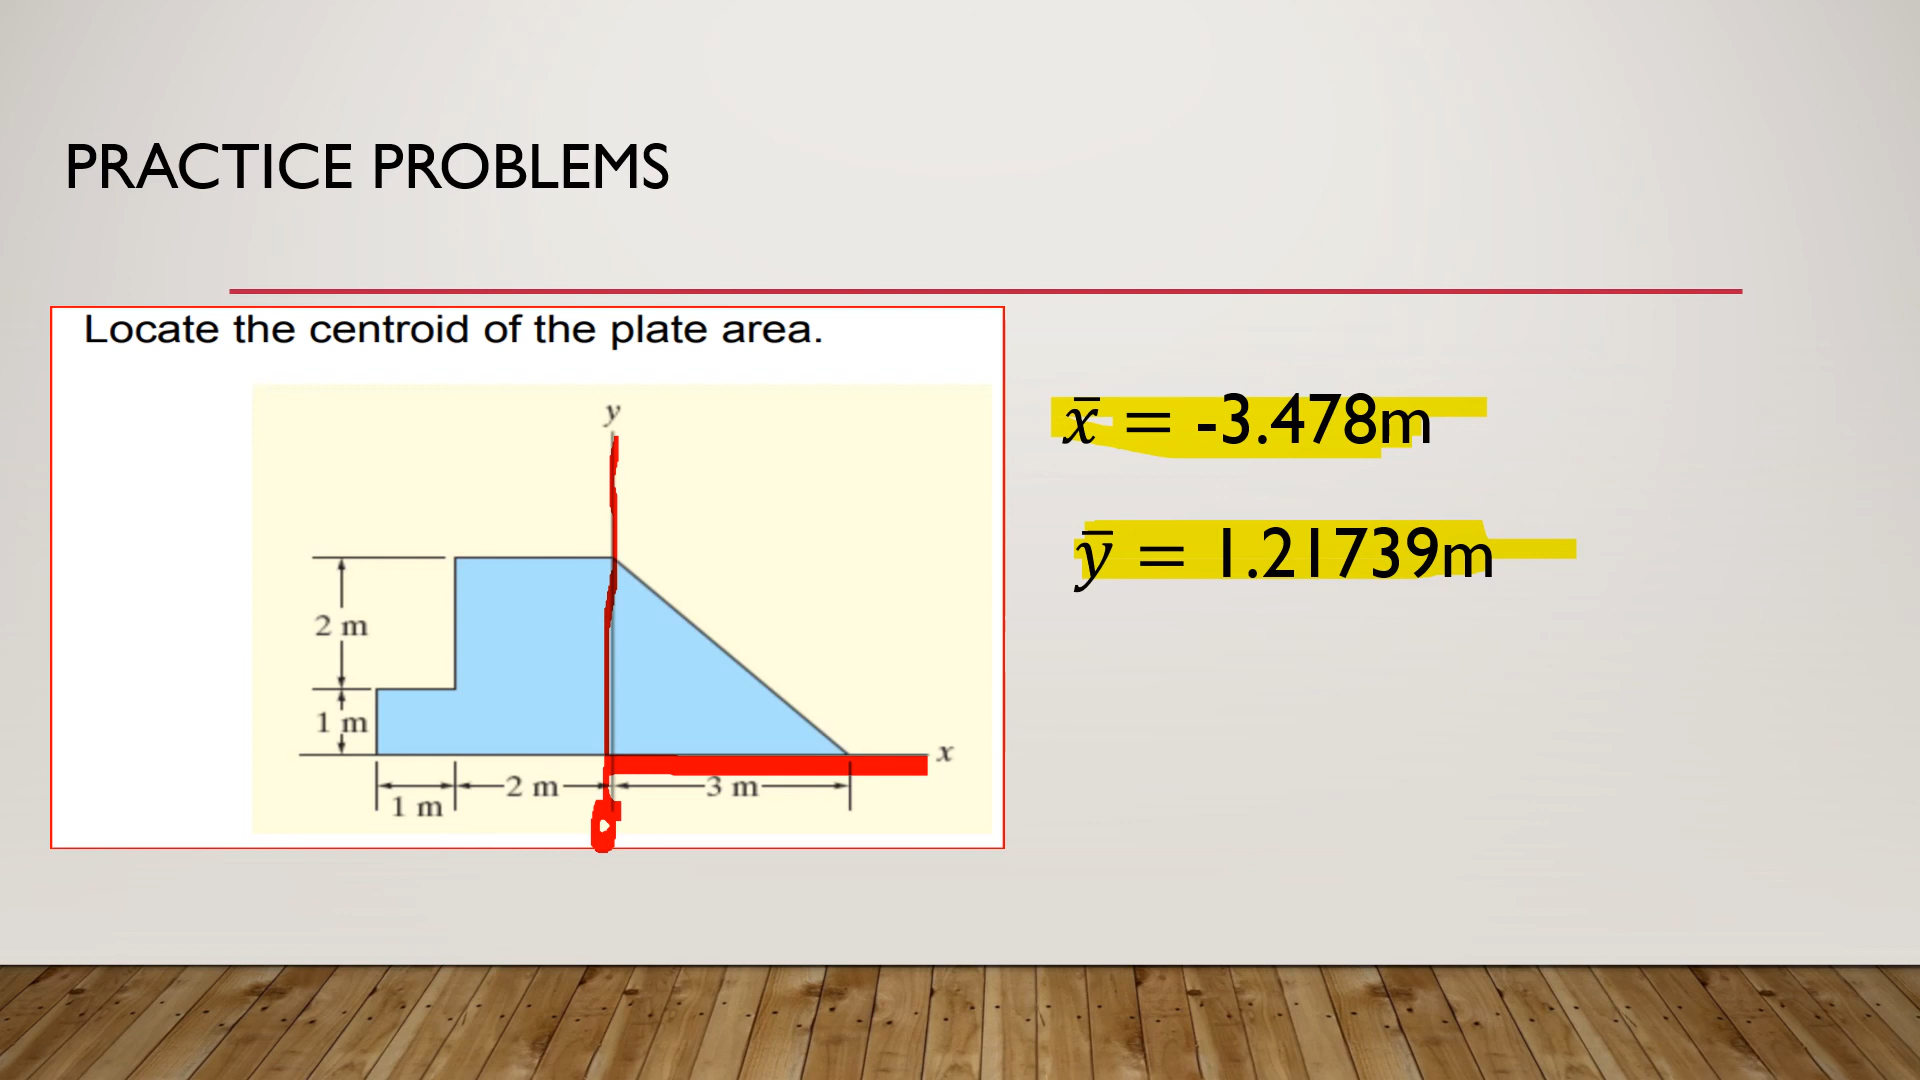 PRACTICE PROBLEMS
Locate the centroid of the plate area.
y
2 m
1 m
x
1 m
2 m
3 m
x̄ = -3.478m
ȳ = 1.21739m